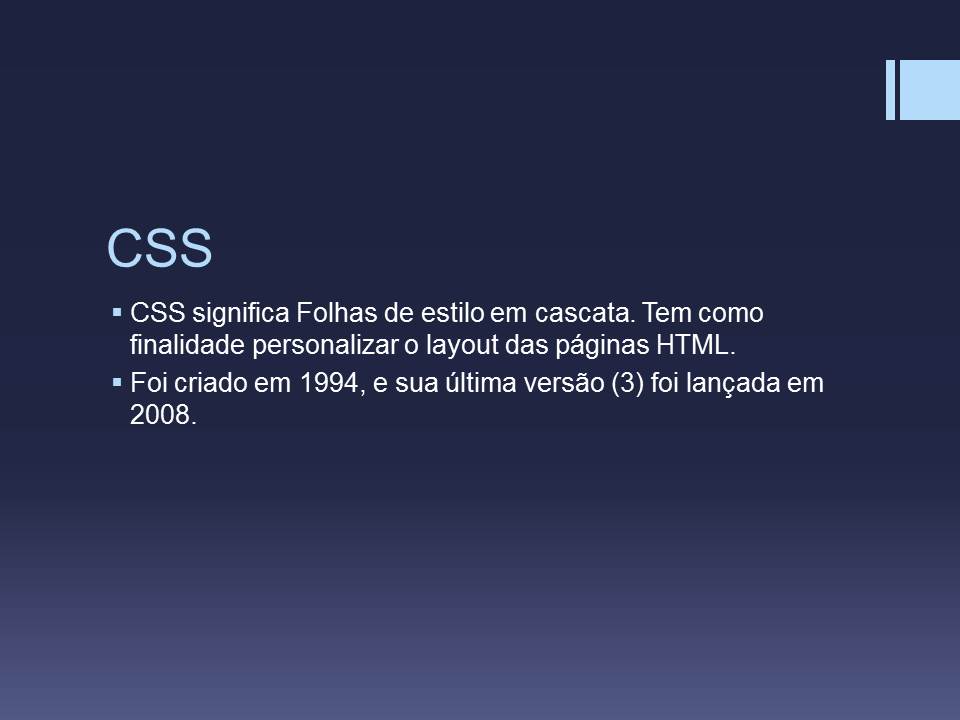 CSS
CSS significa Folhas de estilo em cascata. Tem como
finalidade personalizar o layout das páginas HTML.
Foi criado em 1994, e sua última versão (3) foi lançada em
2008.